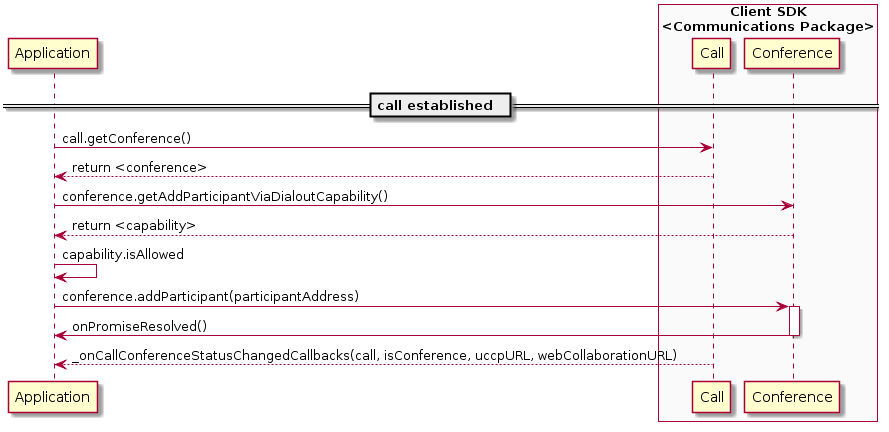 Client SDK
<Communications Package>
Application
Call
Conference
call established
call.getConference()
return <conference>
conference.getAddParticipantViaDialoutCapability()
return <capability>
capability.isAllowed
conference.addParticipant(participantAddress)
onPromiseResolved()
_onCallConferenceStatusChangedCallbacks(call, isConference, uccpURL, webCollaborationURL)
Application
Call
Conference